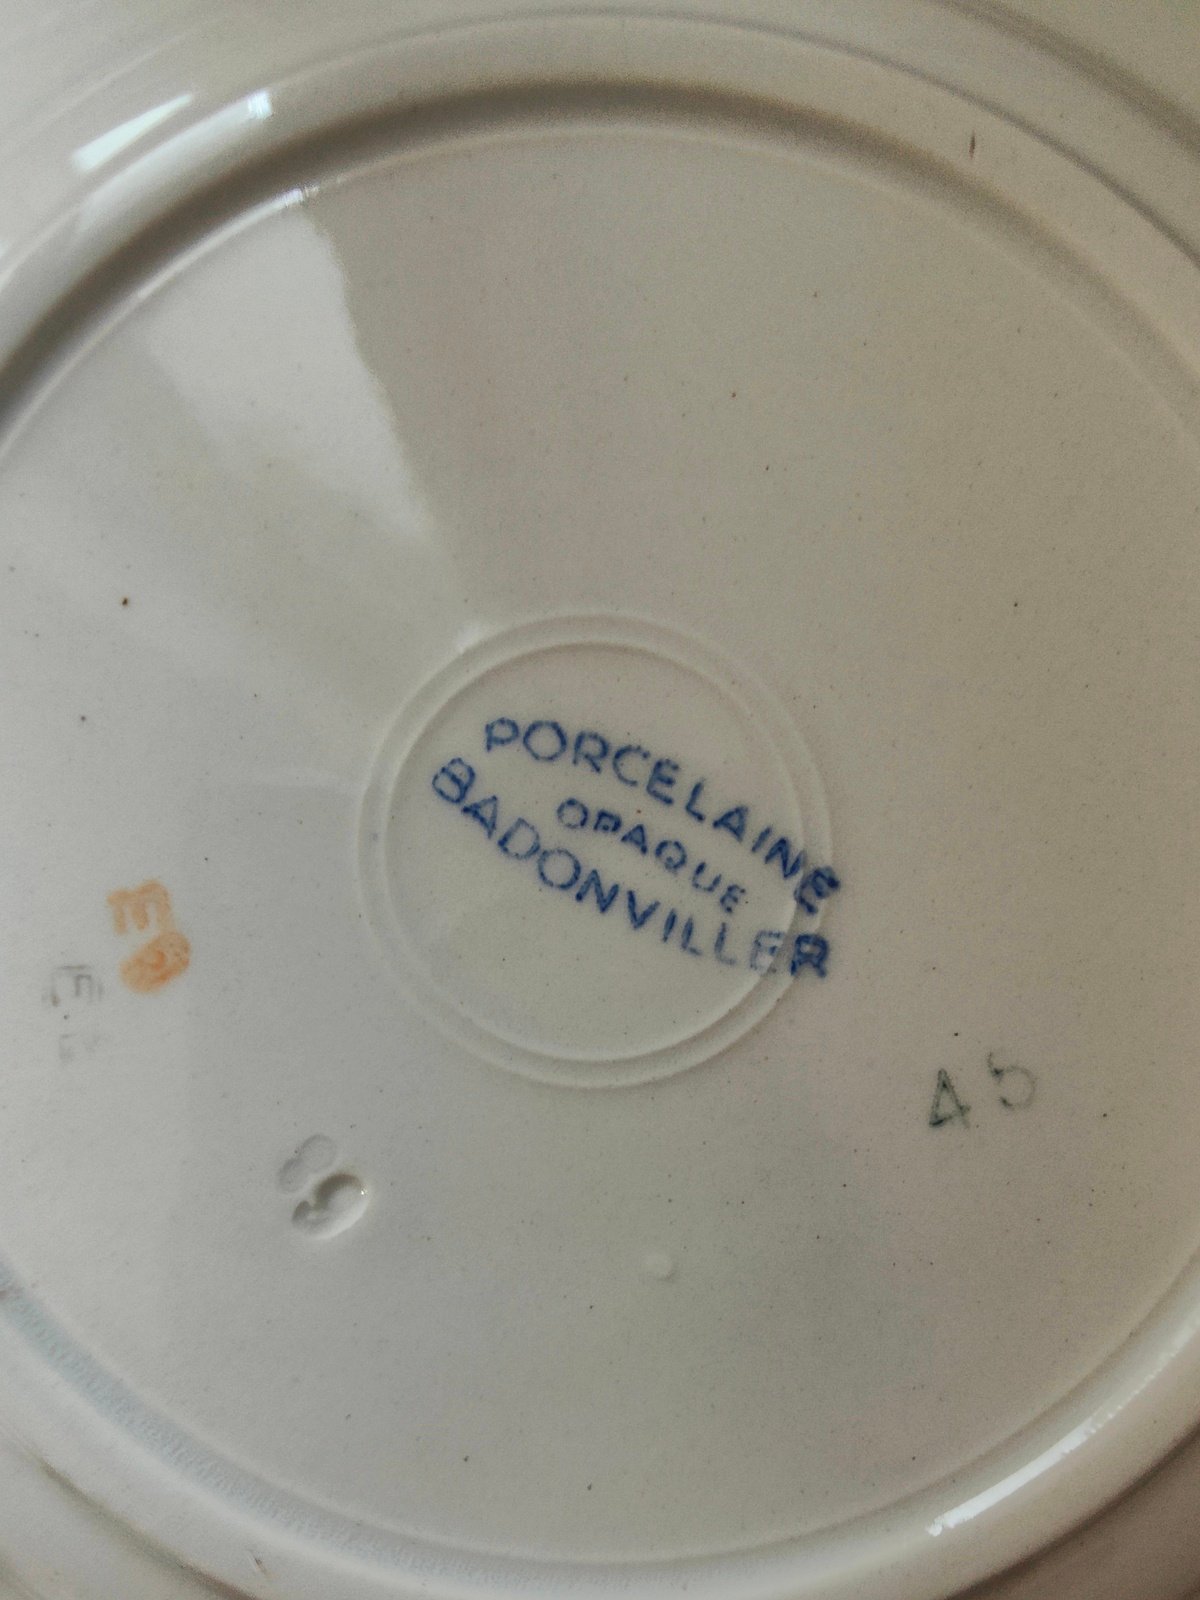 PORCELAINE
OPAQUE
BADONVILLER
45